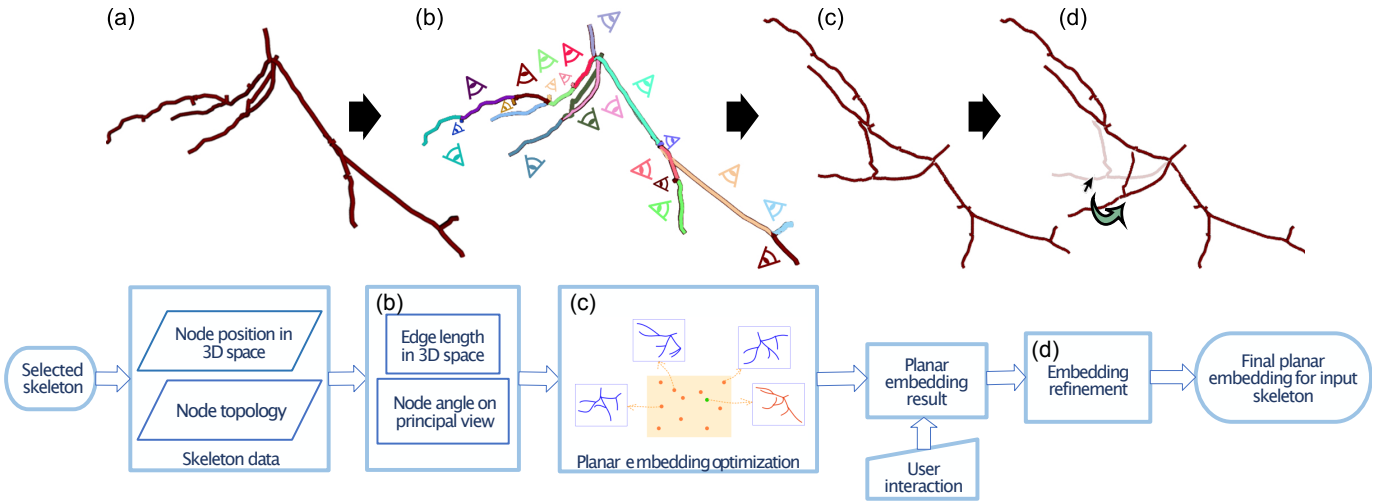 (a)
(b)
(c)
(d)
Selected
skeleton
Node position in
3D space
Node topology
Skeleton data
(b)
Edge length
in 3D space
Node angle on
principal view
(c)
Planar embedding optimization
Planar
embedding
result
User
interaction
(d)
Embedding
refinement
Final planar
embedding for input
skeleton